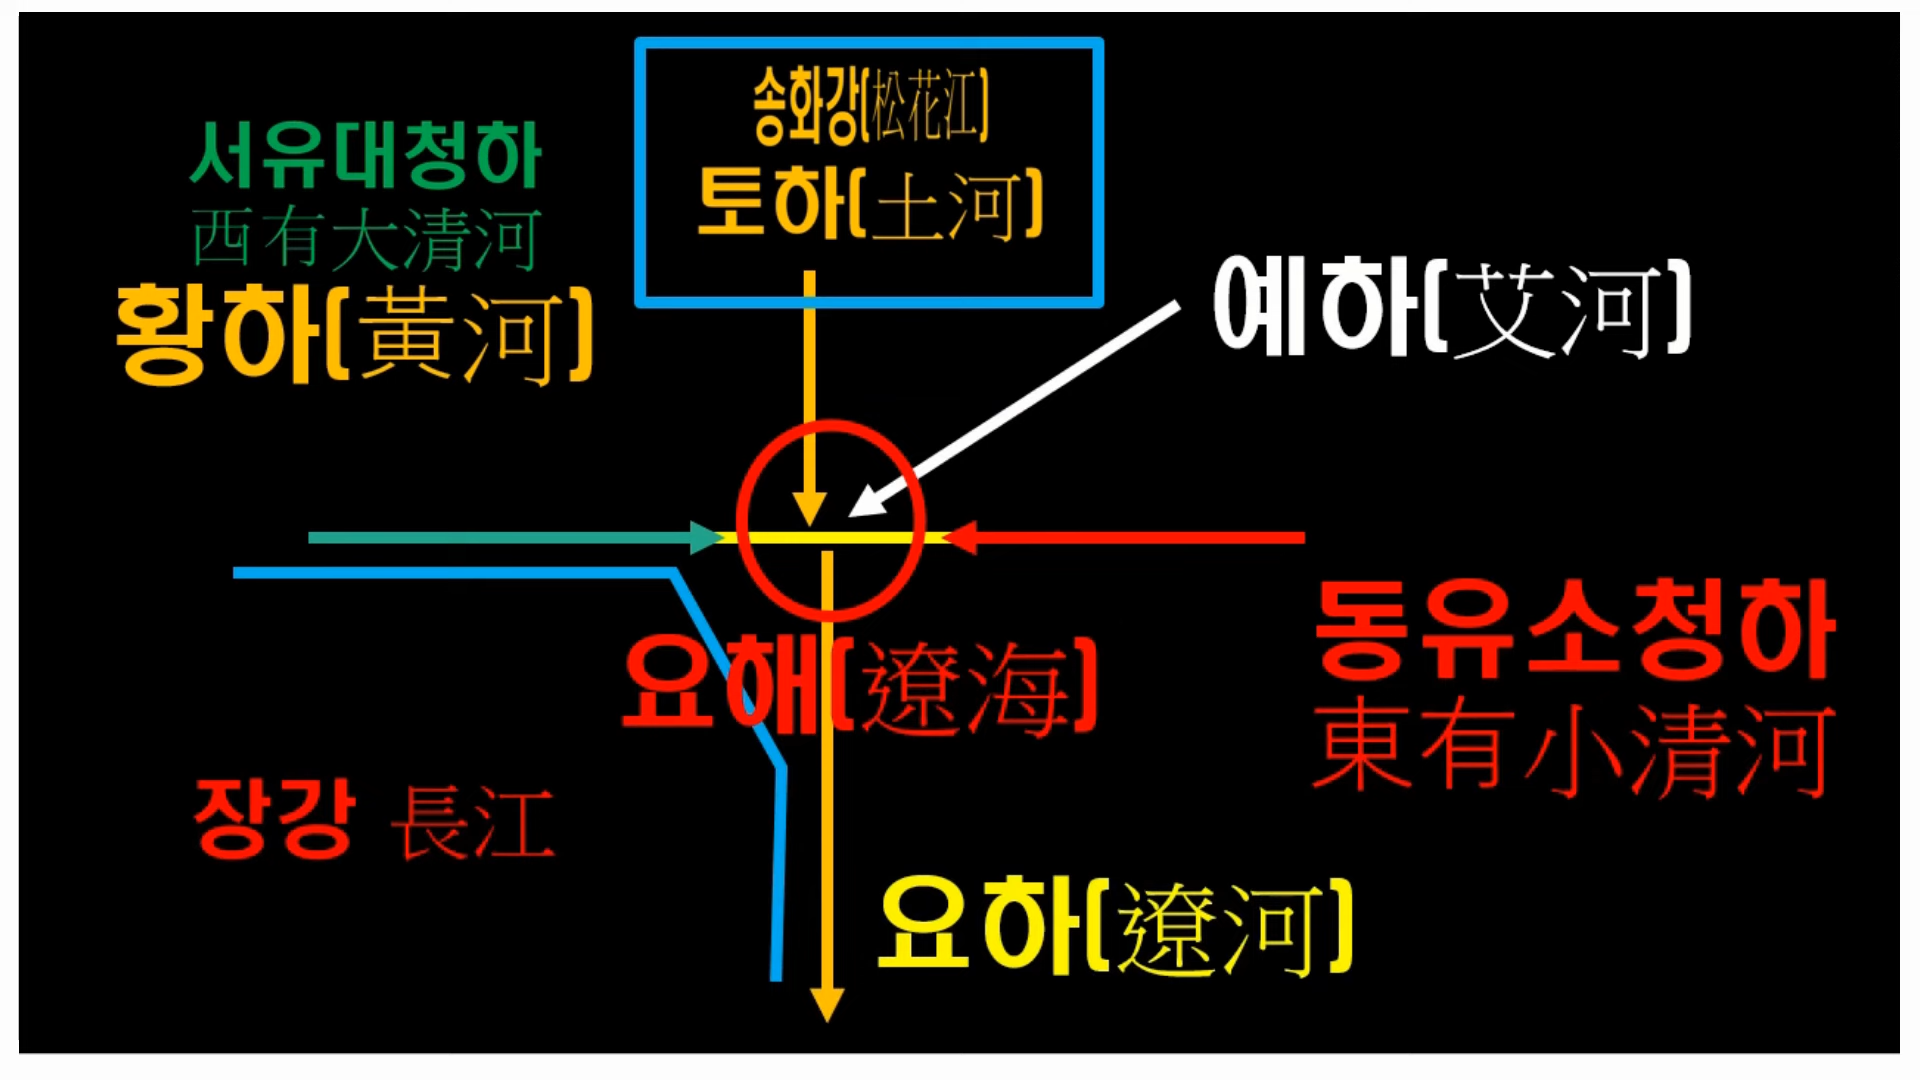 송화강(松花江)
토하(土河)
서유대청하
西有大清河
황하(黃河)
예하(艾河)
요해(遼海)
동유소청하
東有小清河
장강 長江
요하(遼河)